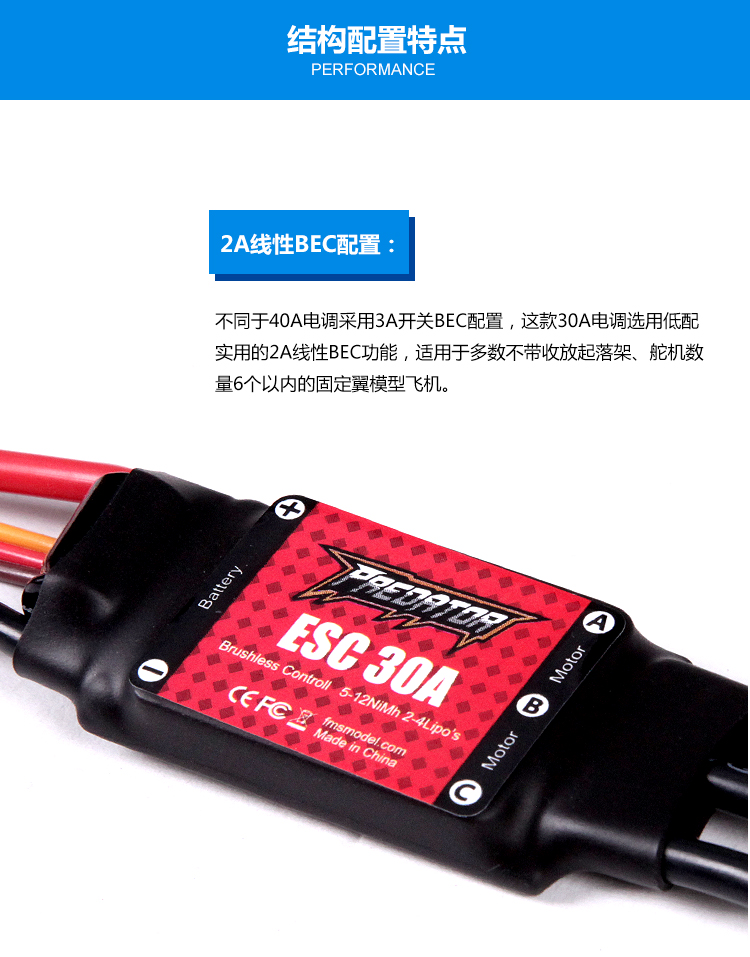 结构配置特点
PERFORMANCE
2A线性BEC配置：
不同于40A电调采用3A开关BEC配置，这款30A电调选用低配
实用的2A线性BEC功能，适用于多数不带收放起落架、舵机数
量6个以内的固定翼模型飞机。
+
Battery
−
PREDATOR
ESC 30A
Brushless Controll 5-12NiMh 2-4Lipo's
CE FC
fmsmodel.com
Made in China
A
Motor
B
Motor
C